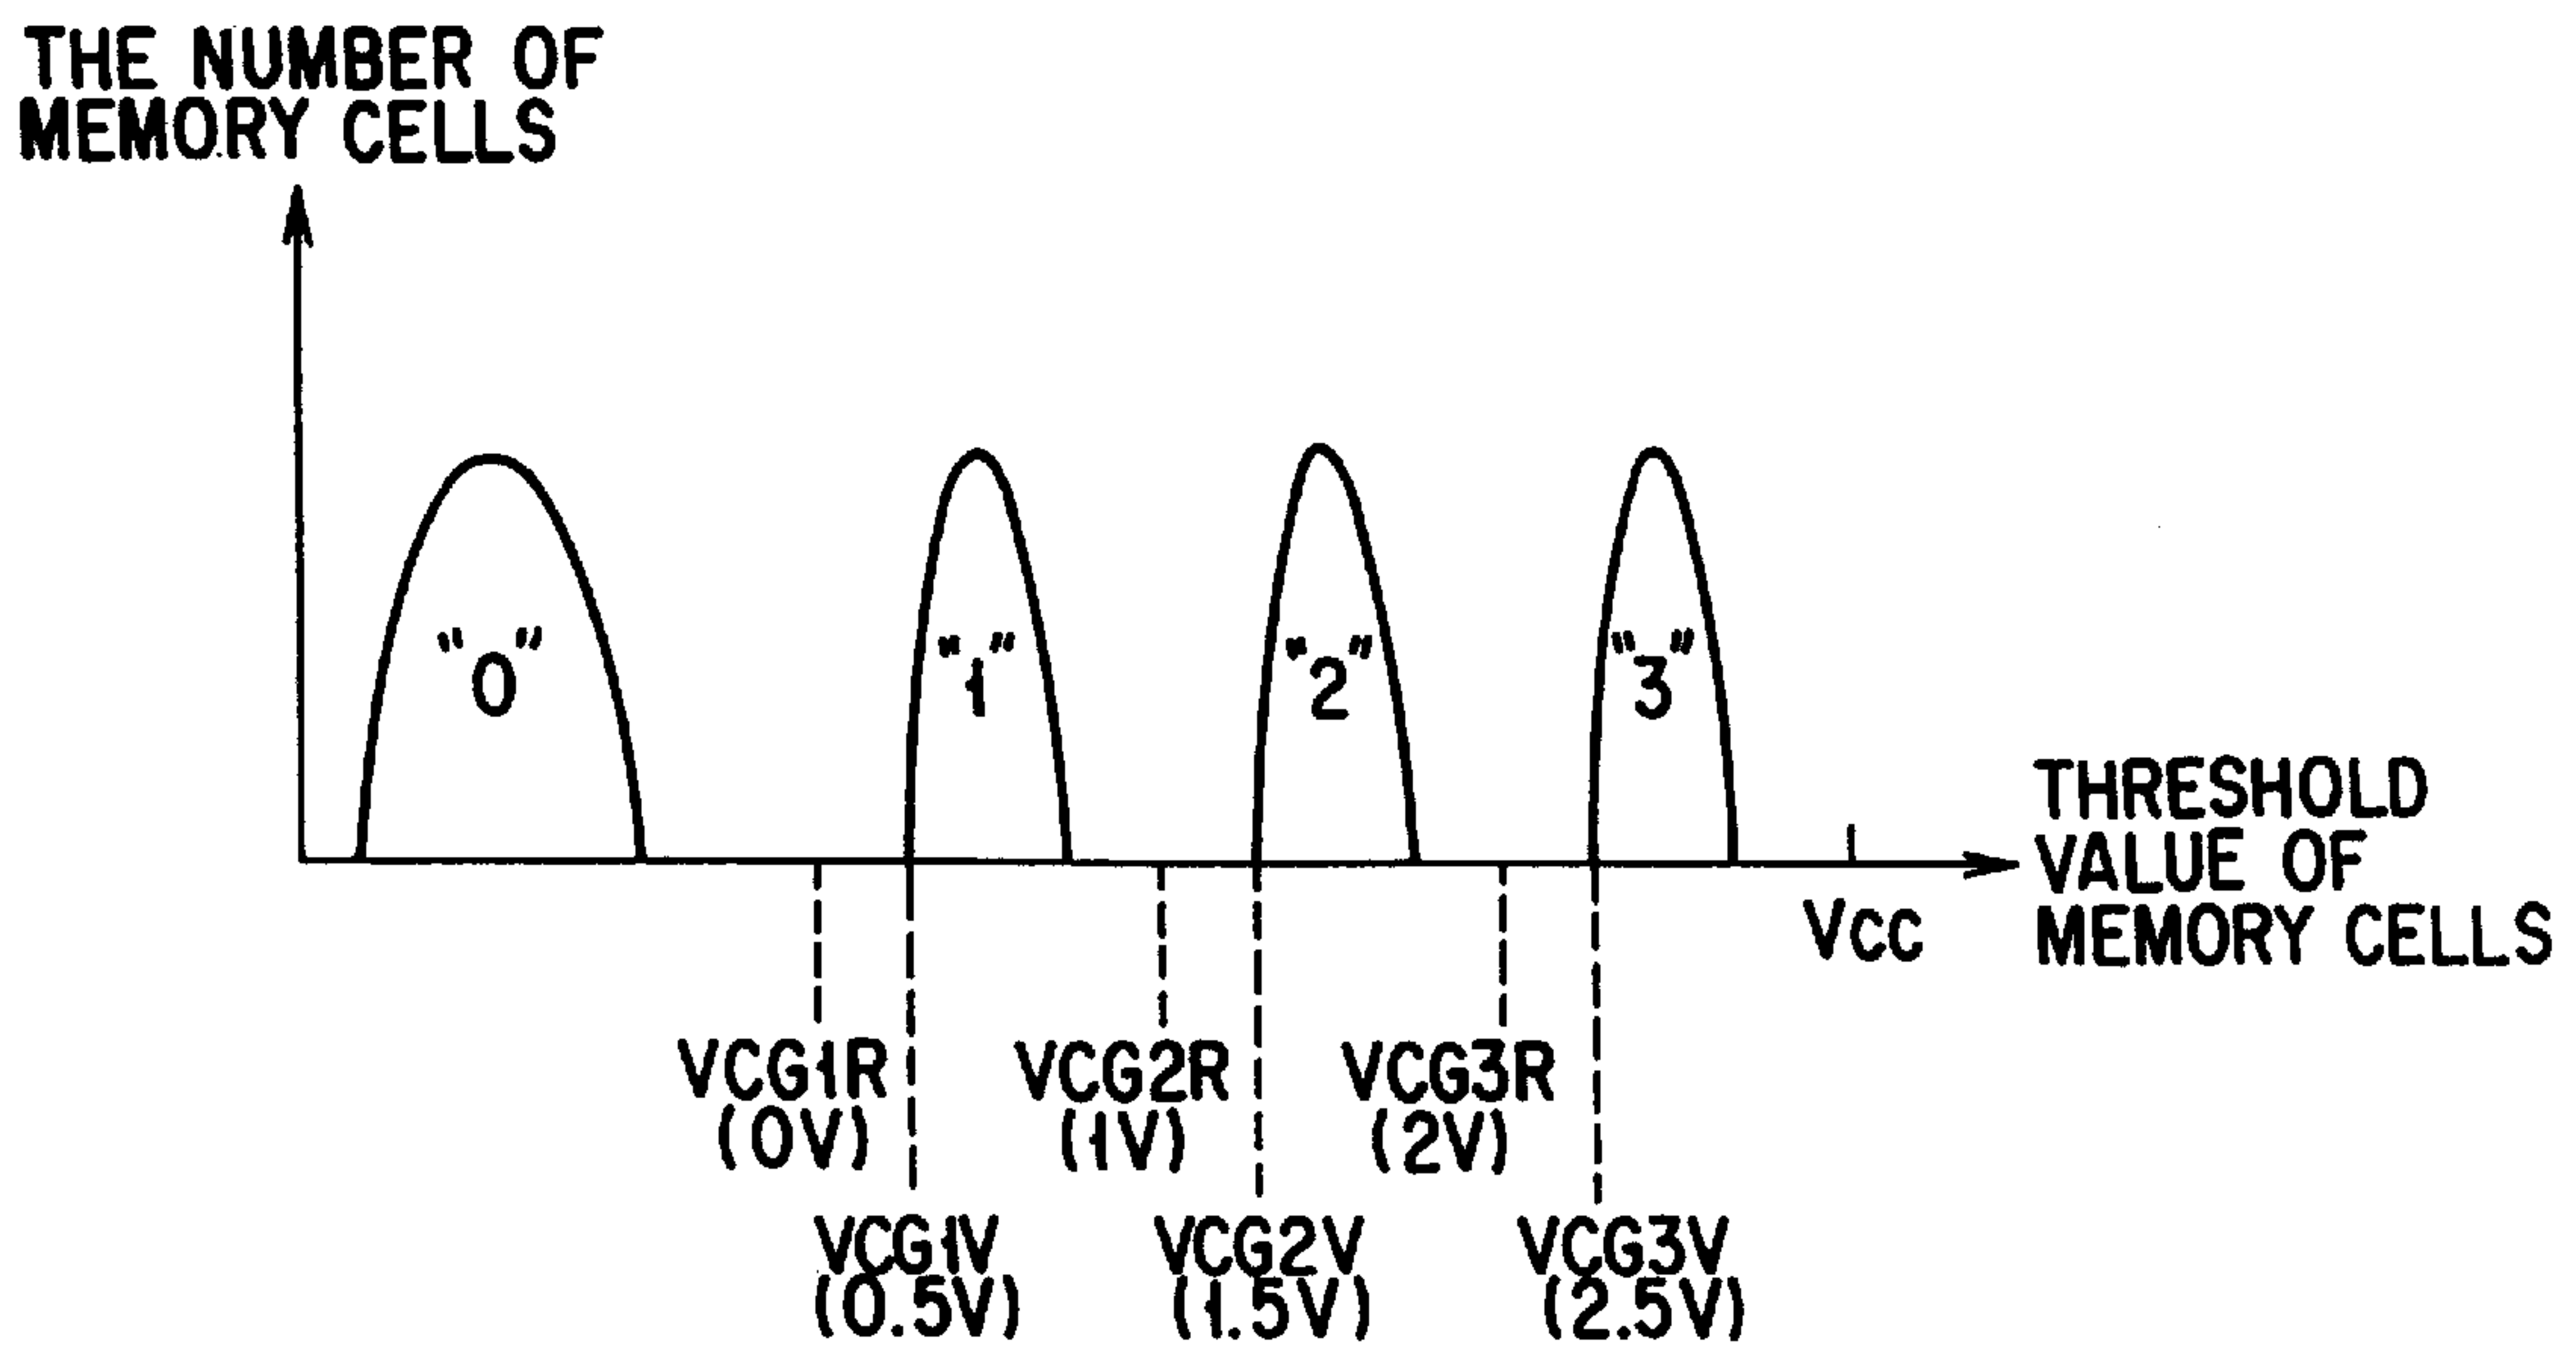 THE NUMBER OF
MEMORY CELLS
"0"
"1"
"2"
"3"
THRESHOLD
VALUE OF
MEMORY CELLS
VCC
VCG1R
(0V)
VCG2R
(1V)
VCG3R
(2V)
VCG1V
(0.5V)
VCG2V
(1.5V)
VCG3V
(2.5V)